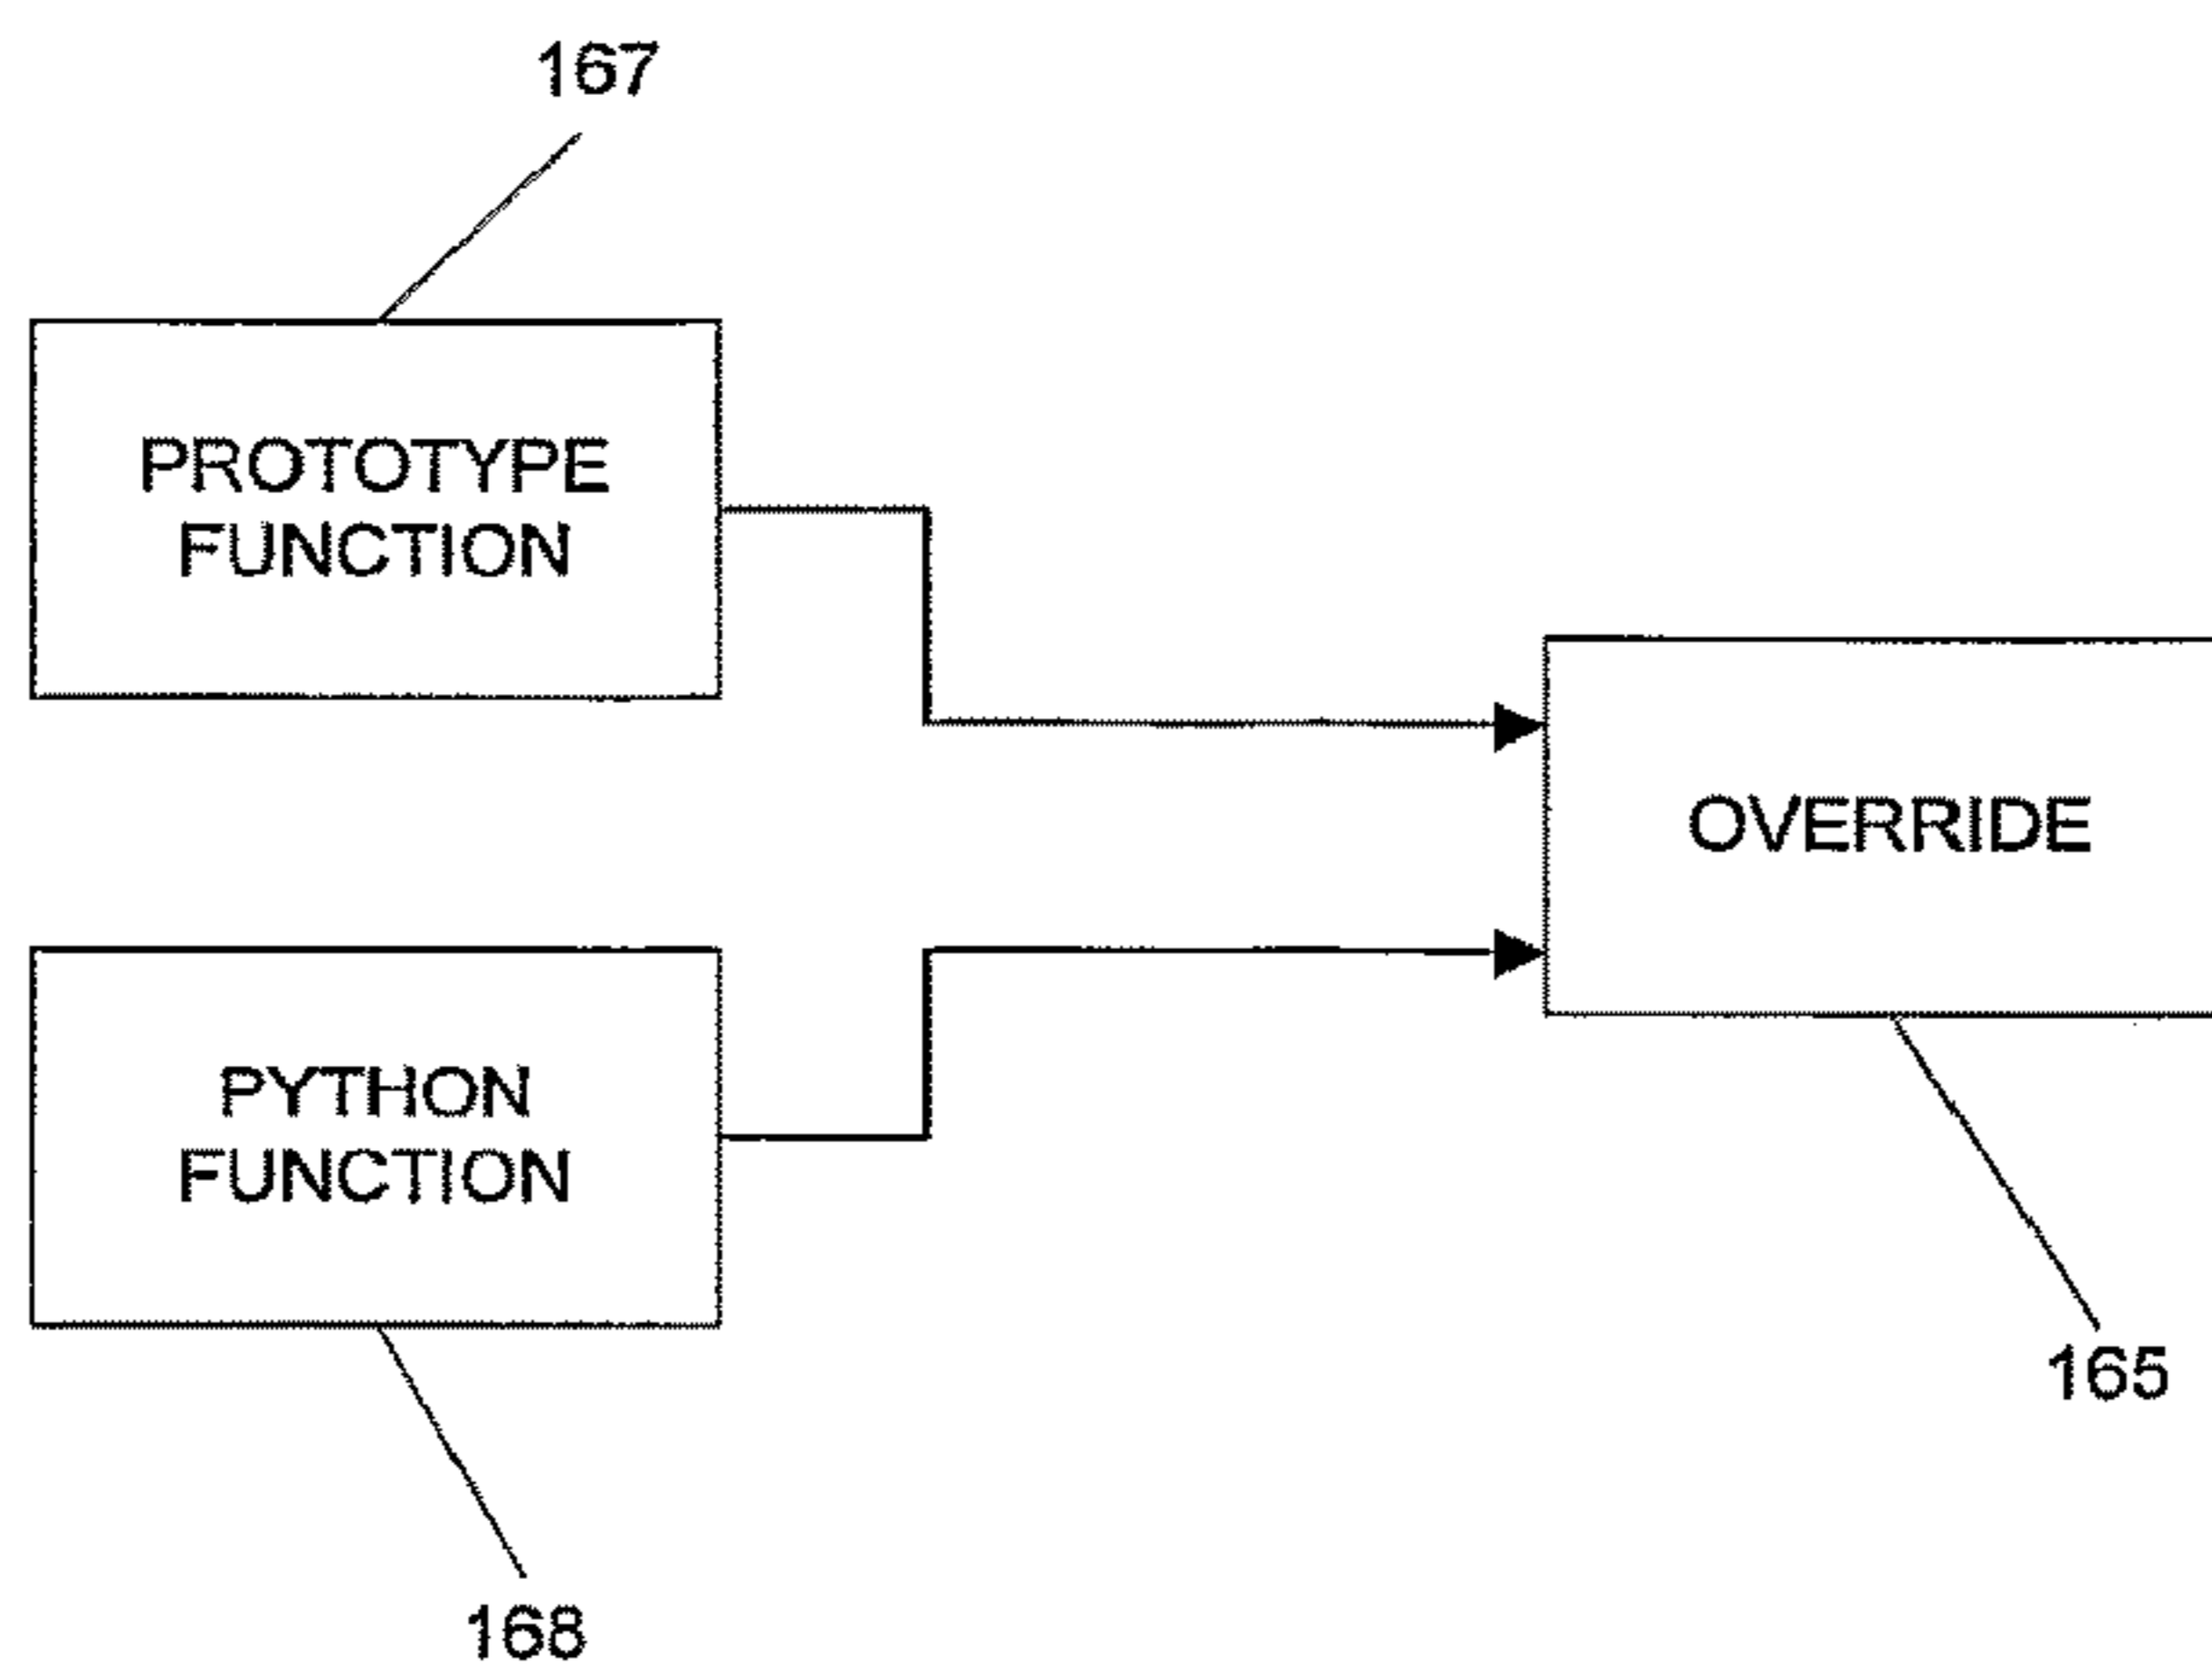 167
PROTOTYPE
FUNCTION
OVERRIDE
PYTHON
FUNCTION
165
168